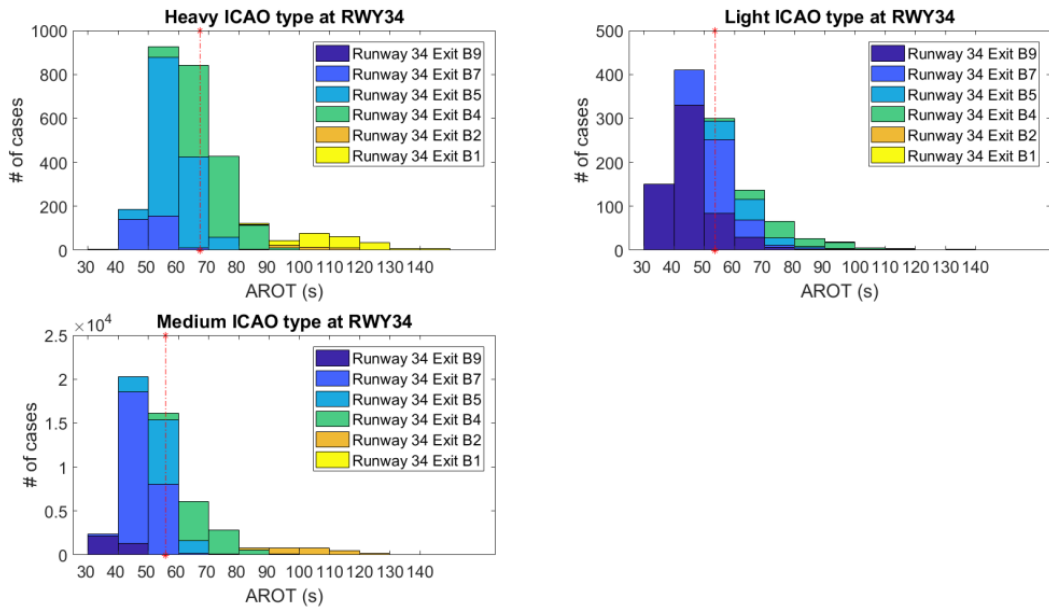 Heavy ICAO type at RWY34
# of cases
1000
800
600
400
200
0
Runway 34 Exit B9
Runway 34 Exit B7
Runway 34 Exit B5
Runway 34 Exit B4
Runway 34 Exit B2
Runway 34 Exit B1
30 40 50 60 70 80 90 100 110 120 130 140
AROT (s)
Light ICAO type at RWY34
# of cases
500
400
300
200
100
0
Runway 34 Exit B9
Runway 34 Exit B7
Runway 34 Exit B5
Runway 34 Exit B4
Runway 34 Exit B2
Runway 34 Exit B1
30 40 50 60 70 80 90 100 110 120 130 140
AROT (s)
Medium ICAO type at RWY34
×10⁴
# of cases
2.5
2
1.5
1
0.5
0
Runway 34 Exit B9
Runway 34 Exit B7
Runway 34 Exit B5
Runway 34 Exit B4
Runway 34 Exit B2
Runway 34 Exit B1
30 40 50 60 70 80 90 100 110 120 130 140
AROT (s)